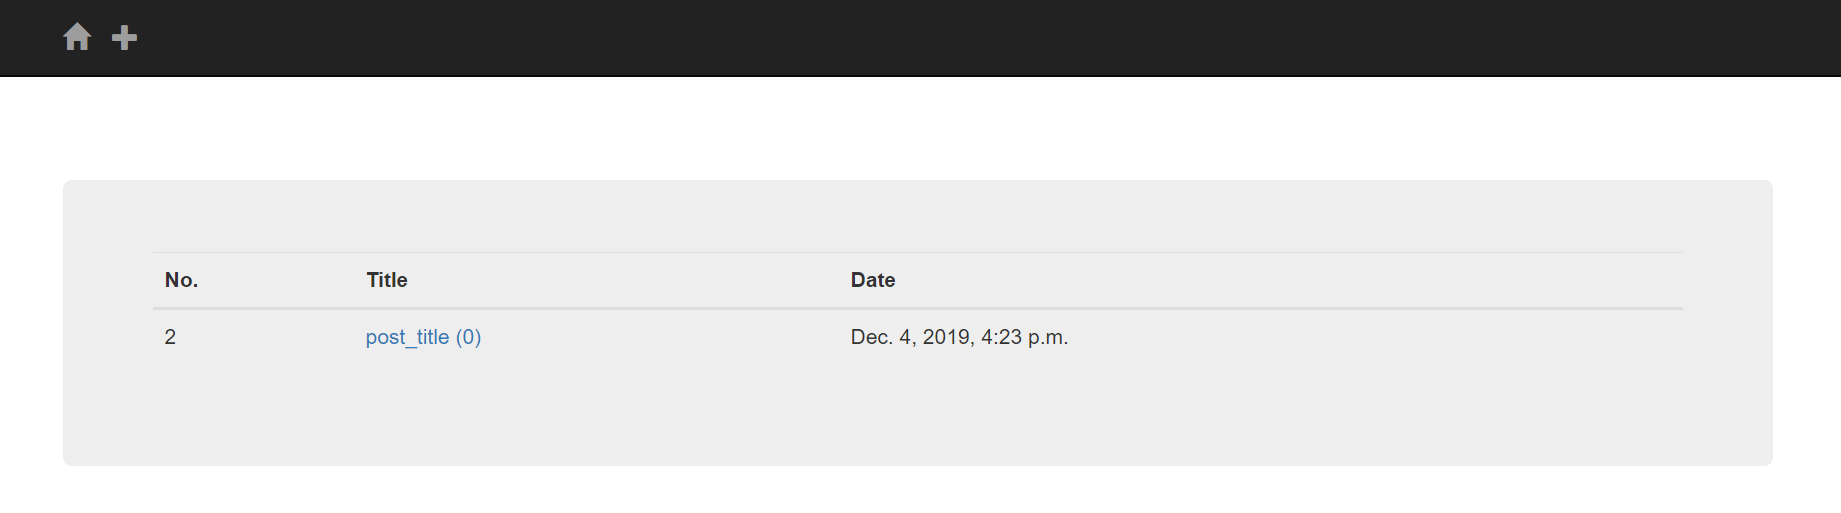 No. Title Date
2 post_title (0) Dec. 4, 2019, 4:23 p.m.